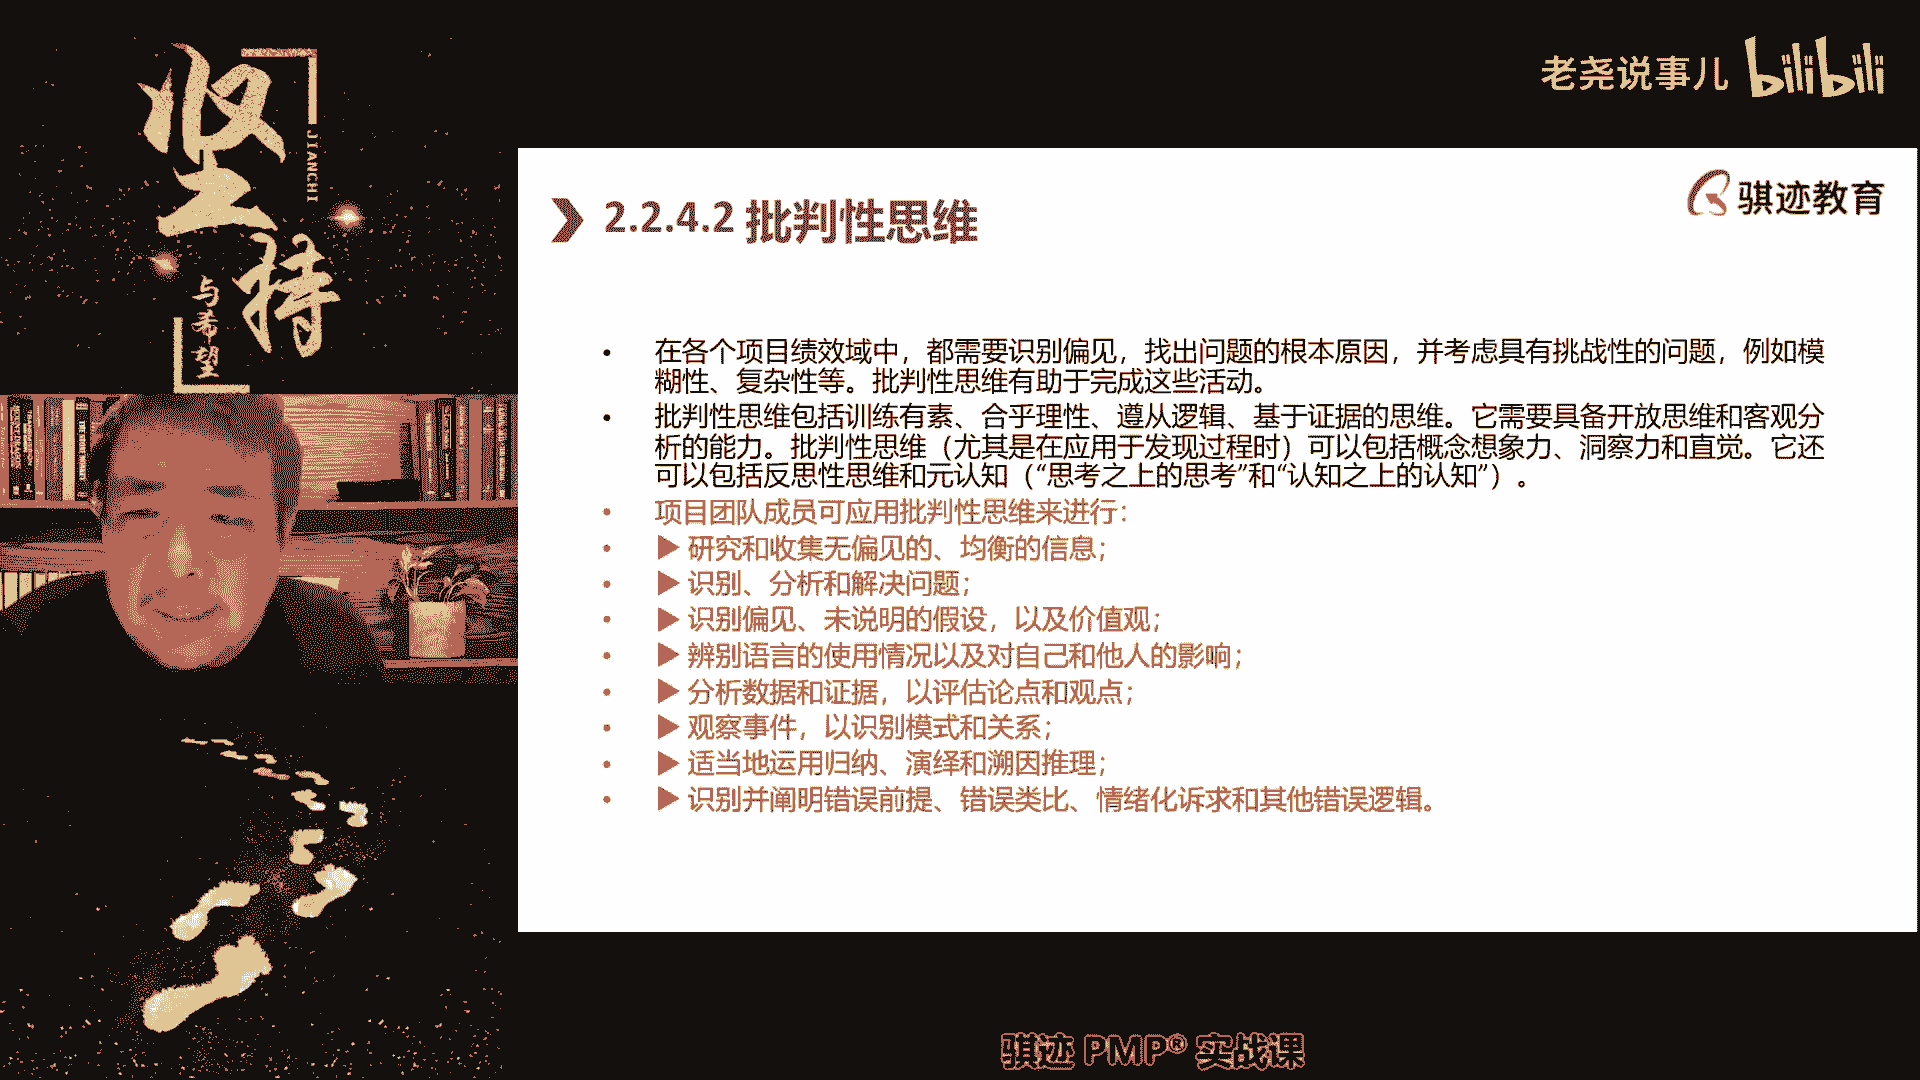 坚持
JIANCHI
与希望
老尧说事儿 bilibili
骐迹教育
2.2.4.2 批判性思维
• 在各个项目绩效域中，都需要识别偏见，找出问题的根本原因，并考虑具有挑战性的问题，例如模
糊性、复杂性等。批判性思维有助于完成这些活动。
• 批判性思维包括训练有素、合乎理性、遵从逻辑、基于证据的思维。它需要具备开放思维和客观分
析的能力。批判性思维（尤其是在应用于发现过程时）可以包括概念想象力、洞察力和直觉。它还
可以包括反思性思维和元认知（“思考之上的思考”和“认知之上的认知”）。
• 项目团队成员可应用批判性思维来进行：
• ▶ 研究和收集无偏见的、均衡的信息；
• ▶ 识别、分析和解决问题；
• ▶ 识别偏见、未说明的假设，以及价值观；
• ▶ 辨别语言的使用情况以及对自己和他人的影响；
• ▶ 分析数据和证据，以评估论点和观点；
• ▶ 观察事件，以识别模式和关系；
• ▶ 适当地运用归纳、演绎和溯因推理；
• ▶ 识别并阐明错误前提、错误类比、情绪化诉求和其他错误逻辑。
骐迹 PMP® 实战课